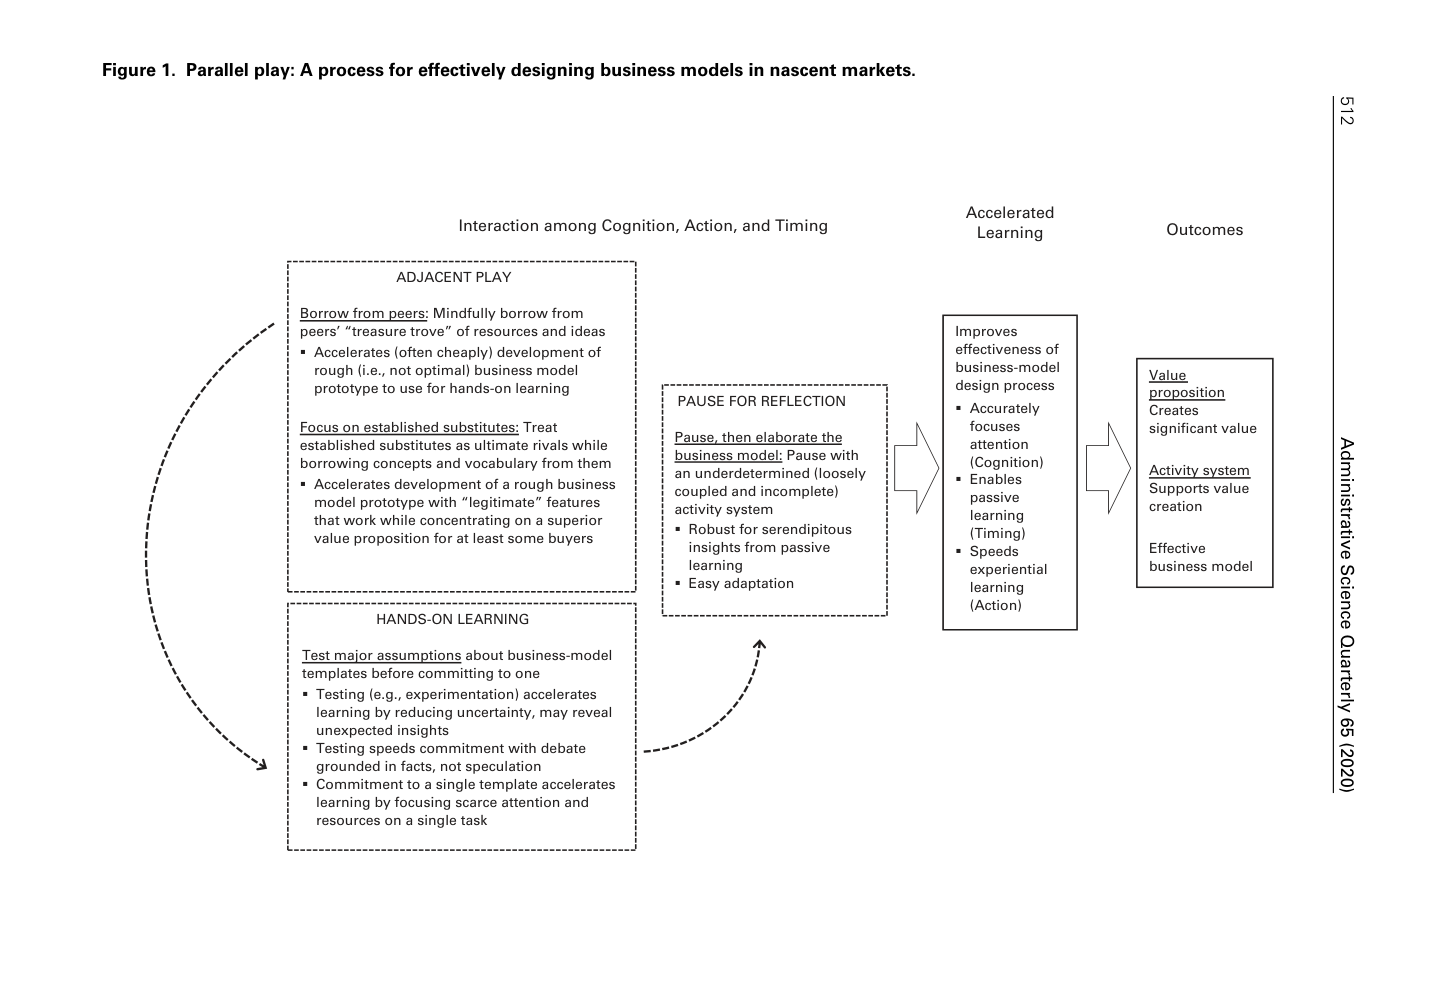 Figure 1. Parallel play: A process for effectively designing business models in nascent markets.
512
Administrative Science Quarterly 65 (2020)
Interaction among Cognition, Action, and Timing
Accelerated
Learning
Outcomes
ADJACENT PLAY
Borrow from peers: Mindfully borrow from
peers’ “treasure trove” of resources and ideas
▪ Accelerates (often cheaply) development of
rough (i.e., not optimal) business model
prototype to use for hands-on learning
Focus on established substitutes: Treat
established substitutes as ultimate rivals while
borrowing concepts and vocabulary from them
▪ Accelerates development of a rough business
model prototype with “legitimate” features
that work while concentrating on a superior
value proposition for at least some buyers
HANDS-ON LEARNING
Test major assumptions about business-model
templates before committing to one
▪ Testing (e.g., experimentation) accelerates
learning by reducing uncertainty, may reveal
unexpected insights
▪ Testing speeds commitment with debate
grounded in facts, not speculation
▪ Commitment to a single template accelerates
learning by focusing scarce attention and
resources on a single task
PAUSE FOR REFLECTION
Pause, then elaborate the
business model: Pause with
an underdetermined (loosely
coupled and incomplete)
activity system
▪ Robust for serendipitous
insights from passive
learning
▪ Easy adaptation
Improves
effectiveness of
business-model
design process
▪ Accurately
focuses
attention
(Cognition)
▪ Enables
passive
learning
(Timing)
▪ Speeds
experiential
learning
(Action)
Value
proposition
Creates
significant value
Activity system
Supports value
creation
Effective
business model